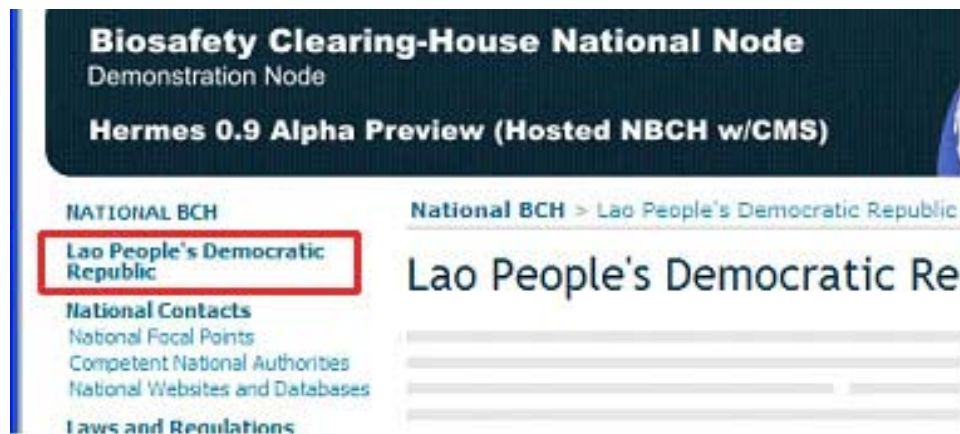 Biosafety Clearing-House National Node
Demonstration Node
Hermes 0.9 Alpha Preview (Hosted NBCH w/CMS)
NATIONAL BCH
Lao People's Democratic
Republic
National Contacts
National Focal Points
Competent National Authorities
National Websites and Databases
Laws and Regulations
National BCH > Lao People's Democratic Republic
Lao People's Democratic Re